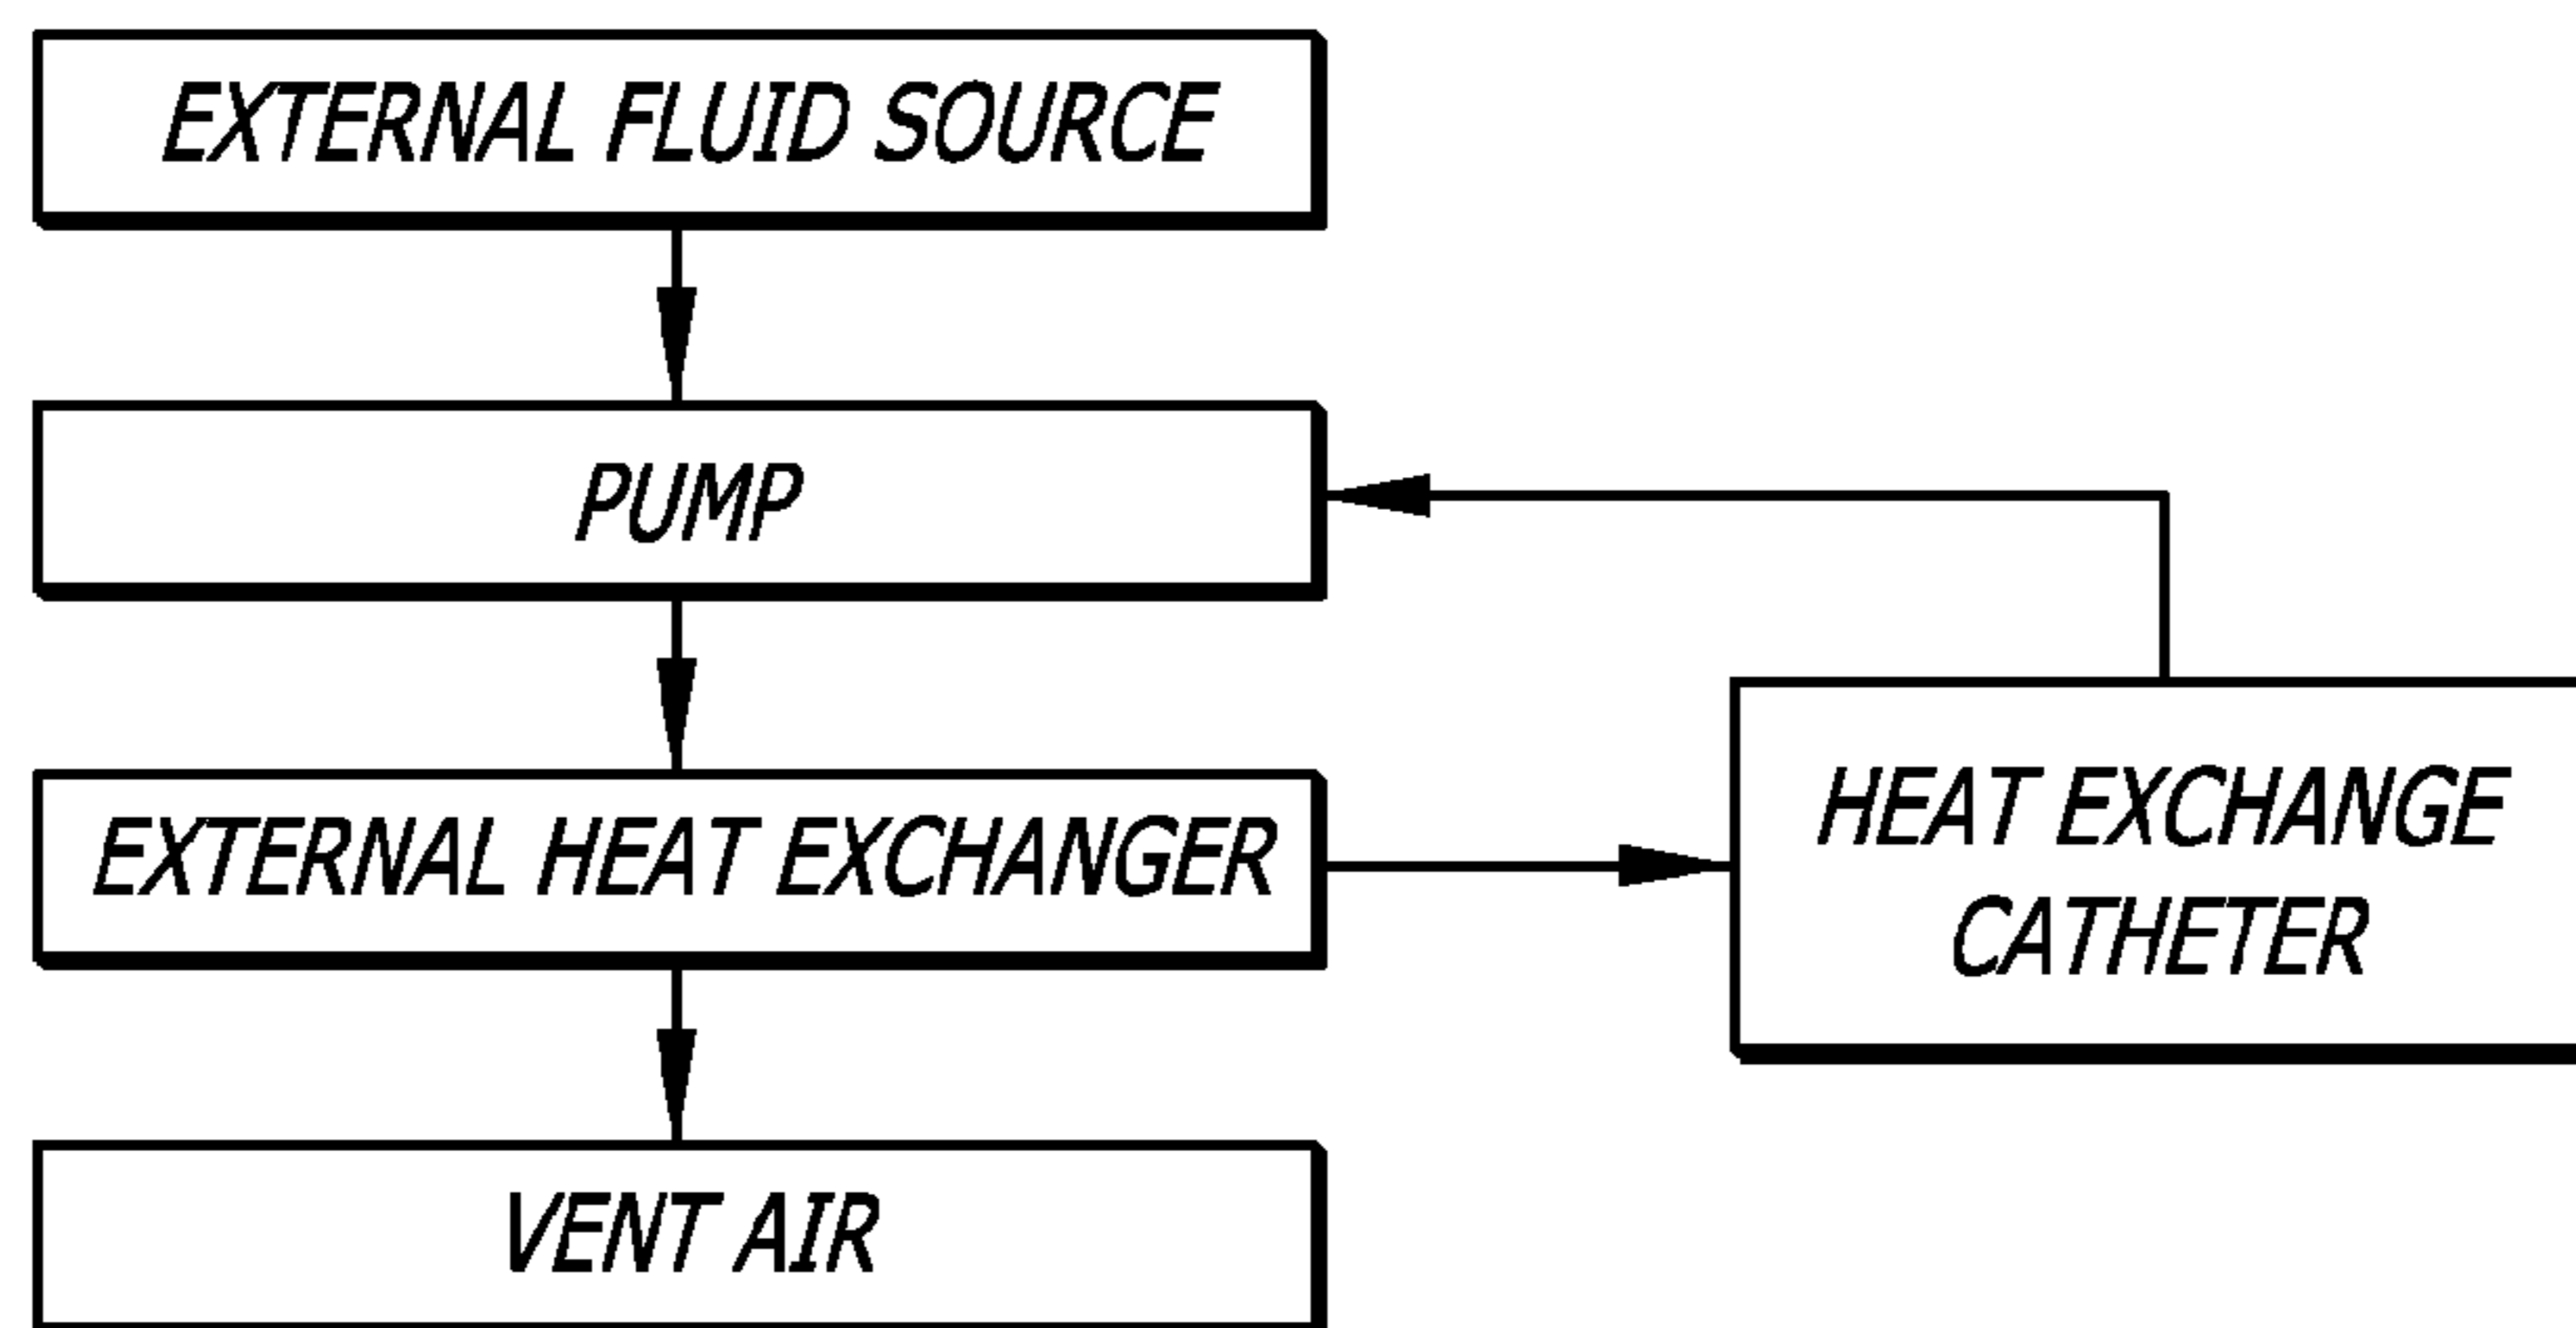 EXTERNAL FLUID SOURCE
PUMP
EXTERNAL HEAT EXCHANGER
HEAT EXCHANGE
CATHETER
VENT AIR